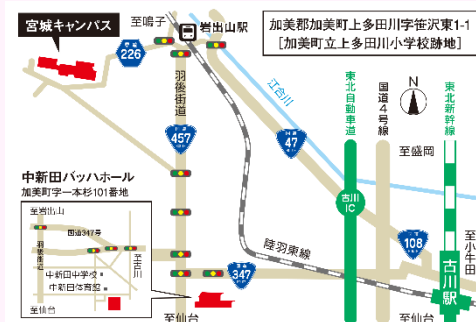 宮城キャンパス
至鳴子
岩出山駅
加美郡加美町上多田川字笹沢東1-1
[加美町立上多田川小学校跡地]
226
羽後街道
江合川
東北自動車道
国道4号線
N
東北新幹線
457
国道
47
至盛岡
中新田バッハホール
加美町字一本杉101番地
古川
IC
至岩出山
国道347号
羽後街道
至古川
中新田中学校
中新田体育館
至仙台
陸羽東線
108
至小牛田
347
古川駅
至仙台
至仙台